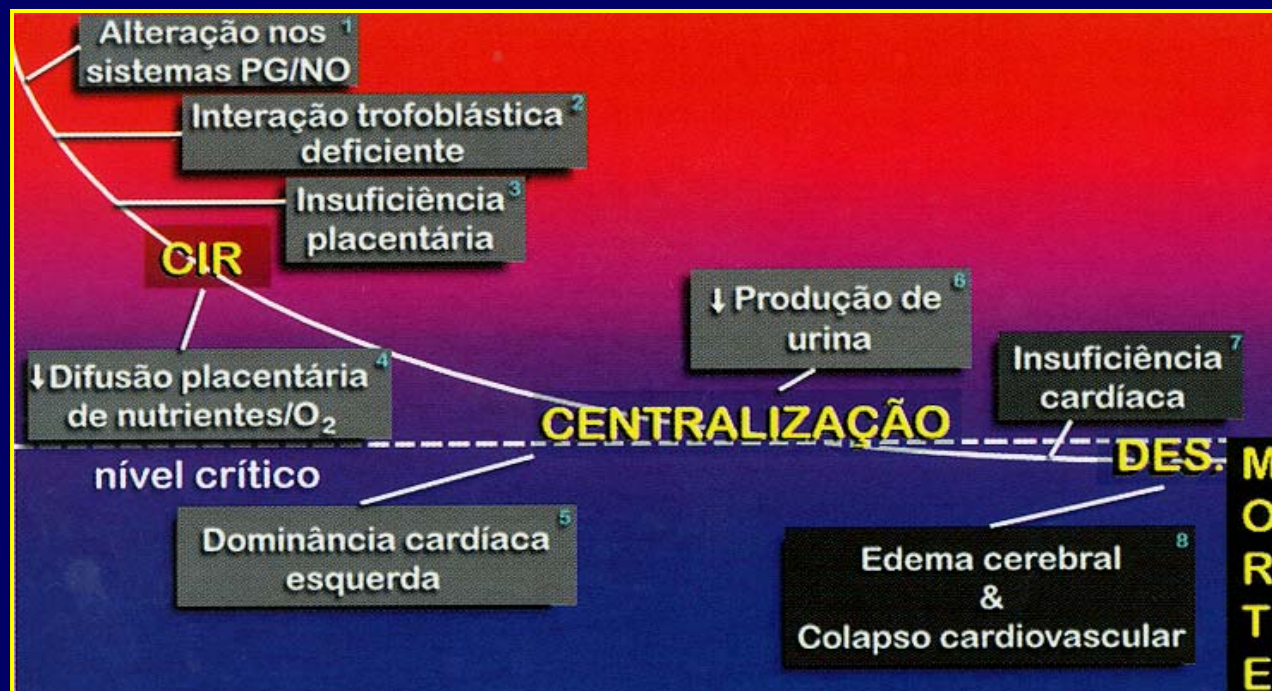 Alteração nos 1
sistemas PG/NO
Interação trofoblástica 2
deficiente
Insuficiência 3
placentária
CIR
↓Difusão placentária 4
de nutrientes/O₂
nível crítico
Dominância cardíaca 5
esquerda
CENTRALIZAÇÃO
↓ Produção de 6
urina
Insuficiência 7
cardíaca
DES.
Edema cerebral 8
&
Colapso cardiovascular
MORTE